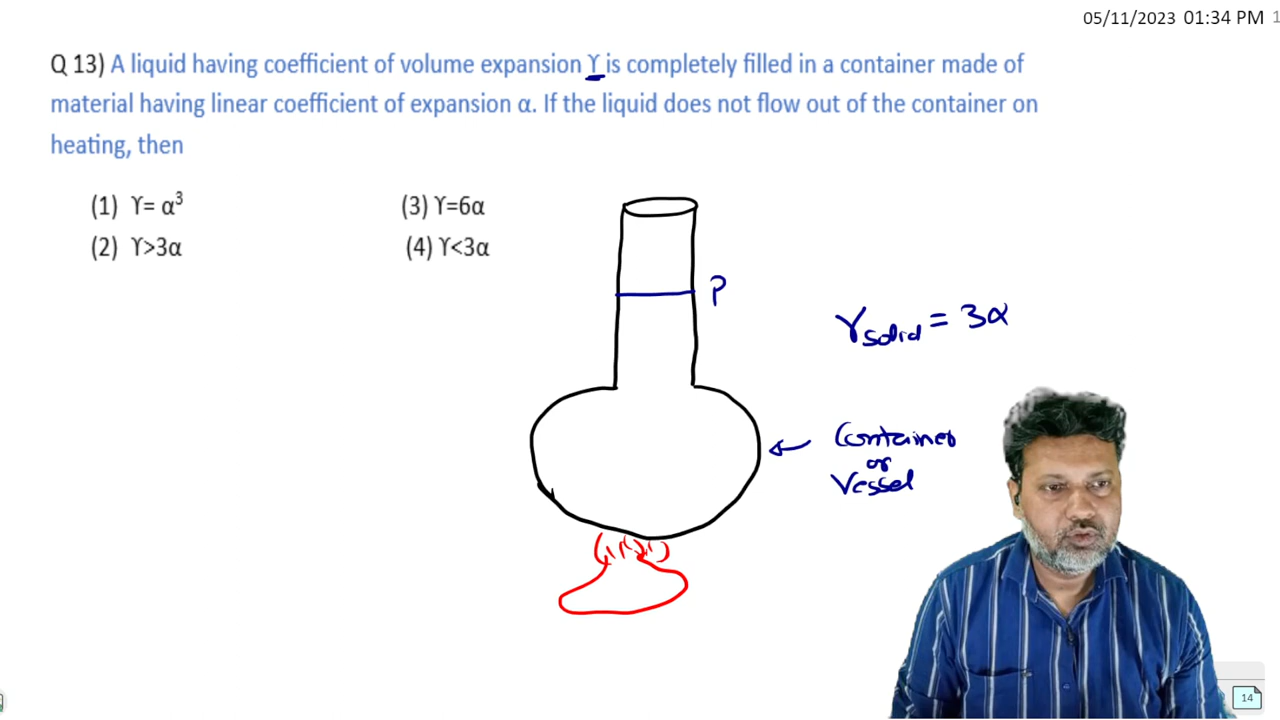 05/11/2023 01:34 PM 1
Q 13) A liquid having coefficient of volume expansion ϒ is completely filled in a container made of
material having linear coefficient of expansion α. If the liquid does not flow out of the container on
heating, then
(1) ϒ= α³
(3) ϒ=6α
(2) ϒ>3α
(4) ϒ<3α
P
γsolid = 3α
Container
or
Vessel
14